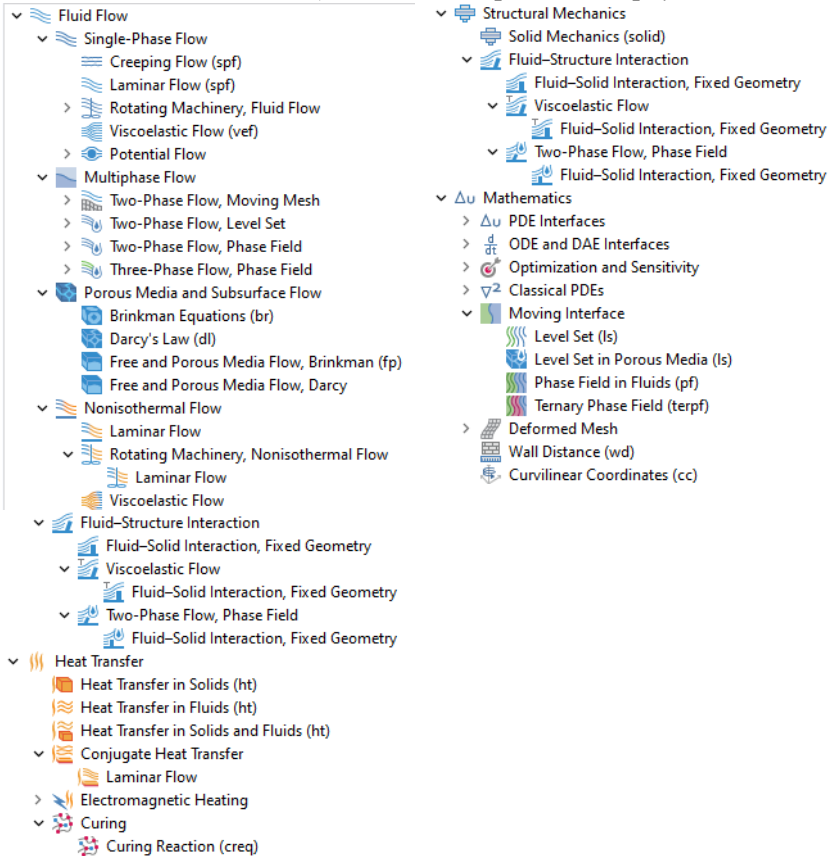 Fluid Flow
Single-Phase Flow
Creeping Flow (spf)
Laminar Flow (spf)
Rotating Machinery, Fluid Flow
Viscoelastic Flow (vef)
Potential Flow
Multiphase Flow
Two-Phase Flow, Moving Mesh
Two-Phase Flow, Level Set
Two-Phase Flow, Phase Field
Three-Phase Flow, Phase Field
Porous Media and Subsurface Flow
Brinkman Equations (br)
Darcy's Law (dl)
Free and Porous Media Flow, Brinkman (fp)
Free and Porous Media Flow, Darcy
Nonisothermal Flow
Laminar Flow
Rotating Machinery, Nonisothermal Flow
Laminar Flow
Viscoelastic Flow
Fluid–Structure Interaction
Fluid–Solid Interaction, Fixed Geometry
Viscoelastic Flow
Fluid–Solid Interaction, Fixed Geometry
Two-Phase Flow, Phase Field
Fluid–Solid Interaction, Fixed Geometry
Heat Transfer
Heat Transfer in Solids (ht)
Heat Transfer in Fluids (ht)
Heat Transfer in Solids and Fluids (ht)
Conjugate Heat Transfer
Laminar Flow
Electromagnetic Heating
Curing
Curing Reaction (creq)
Structural Mechanics
Solid Mechanics (solid)
Fluid–Structure Interaction
Fluid–Solid Interaction, Fixed Geometry
Viscoelastic Flow
Fluid–Solid Interaction, Fixed Geometry
Two-Phase Flow, Phase Field
Fluid–Solid Interaction, Fixed Geometry
Δu Mathematics
Δu PDE Interfaces
d/dt ODE and DAE Interfaces
Optimization and Sensitivity
∇² Classical PDEs
Moving Interface
Level Set (ls)
Level Set in Porous Media (ls)
Phase Field in Fluids (pf)
Ternary Phase Field (terpf)
Deformed Mesh
Wall Distance (wd)
Curvilinear Coordinates (cc)